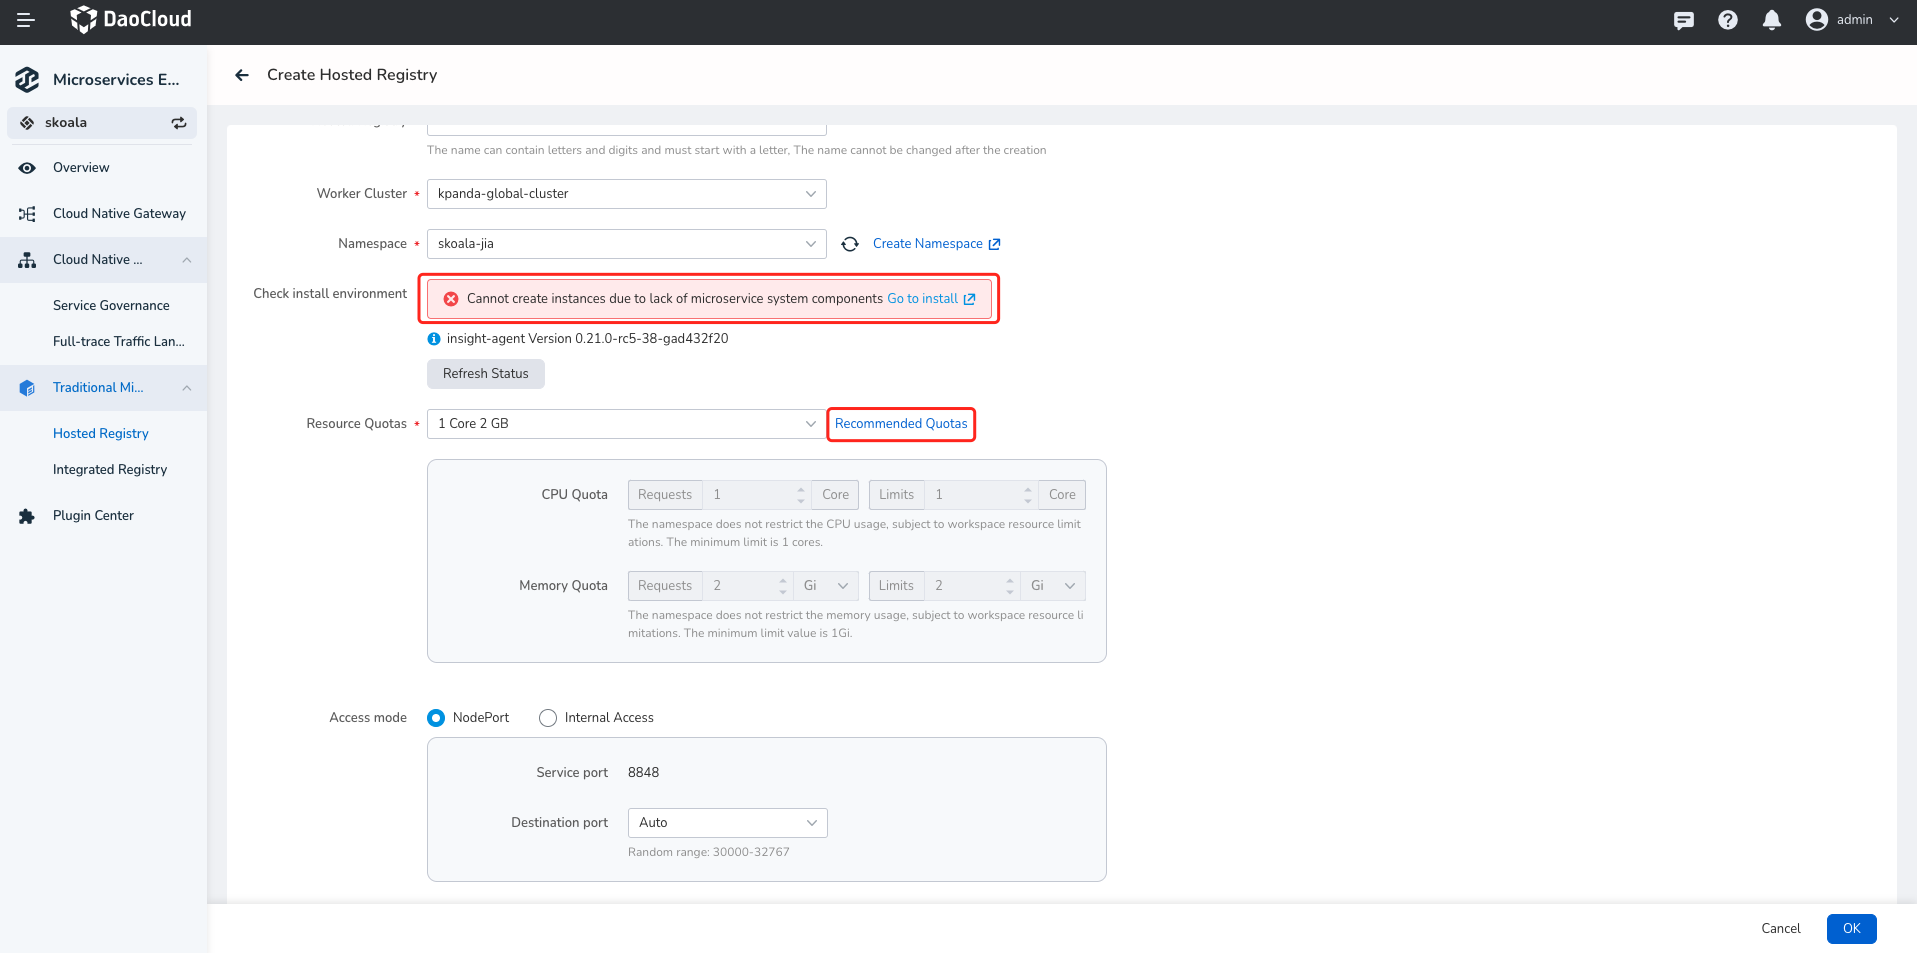 DaoCloud
admin
Microservices E...
skoala
Overview
Cloud Native Gateway
Cloud Native ...
Service Governance
Full-trace Traffic Lan...
Traditional Mi...
Hosted Registry
Integrated Registry
Plugin Center
Create Hosted Registry
The name can contain letters and digits and must start with a letter, The name cannot be changed after the creation
Worker Cluster * kpanda-global-cluster
Namespace * skoala-jia Create Namespace
Check install environment Cannot create instances due to lack of microservice system components Go to install
insight-agent Version 0.21.0-rc5-38-gad432f20
Refresh Status
Resource Quotas * 1 Core 2 GB Recommended Quotas
CPU Quota Requests 1 Core Limits 1 Core
The namespace does not restrict the CPU usage, subject to workspace resource limit
ations. The minimum limit is 1 cores.
Memory Quota Requests 2 Gi Limits 2 Gi
The namespace does not restrict the memory usage, subject to workspace resource li
mitations. The minimum limit value is 1Gi.
Access mode NodePort Internal Access
Service port 8848
Destination port Auto
Random range: 30000-32767
Cancel OK